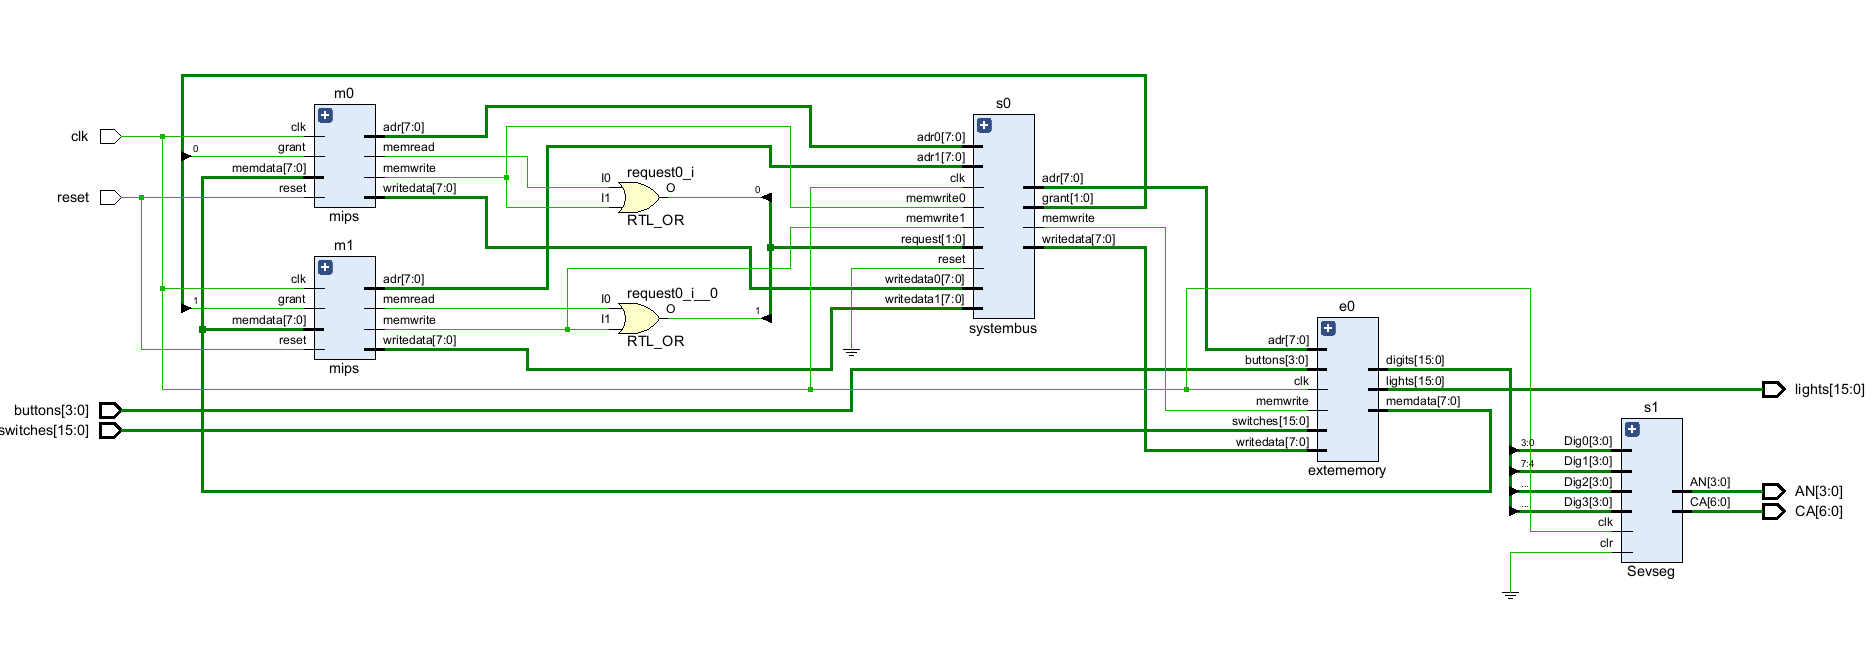 m0
clk
grant
memdata[7:0]
reset
adr[7:0]
memread
memwrite
writedata[7:0]
mips
clk
reset
0
m1
clk
grant
memdata[7:0]
reset
adr[7:0]
memread
memwrite
writedata[7:0]
mips
1
request0_i
I0
I1
O
RTL_OR
0
request0_i__0
I0
I1
O
RTL_OR
1
s0
adr0[7:0]
adr1[7:0]
clk
memwrite0
memwrite1
request[1:0]
reset
writedata0[7:0]
writedata1[7:0]
adr[7:0]
grant[1:0]
memwrite
writedata[7:0]
systembus
buttons[3:0]
switches[15:0]
e0
adr[7:0]
buttons[3:0]
clk
memwrite
switches[15:0]
writedata[7:0]
digits[15:0]
lights[15:0]
memdata[7:0]
extememory
lights[15:0]
s1
3:0
7:4
...
...
Dig0[3:0]
Dig1[3:0]
Dig2[3:0]
Dig3[3:0]
clk
clr
AN[3:0]
CA[6:0]
Sevseg
AN[3:0]
CA[6:0]